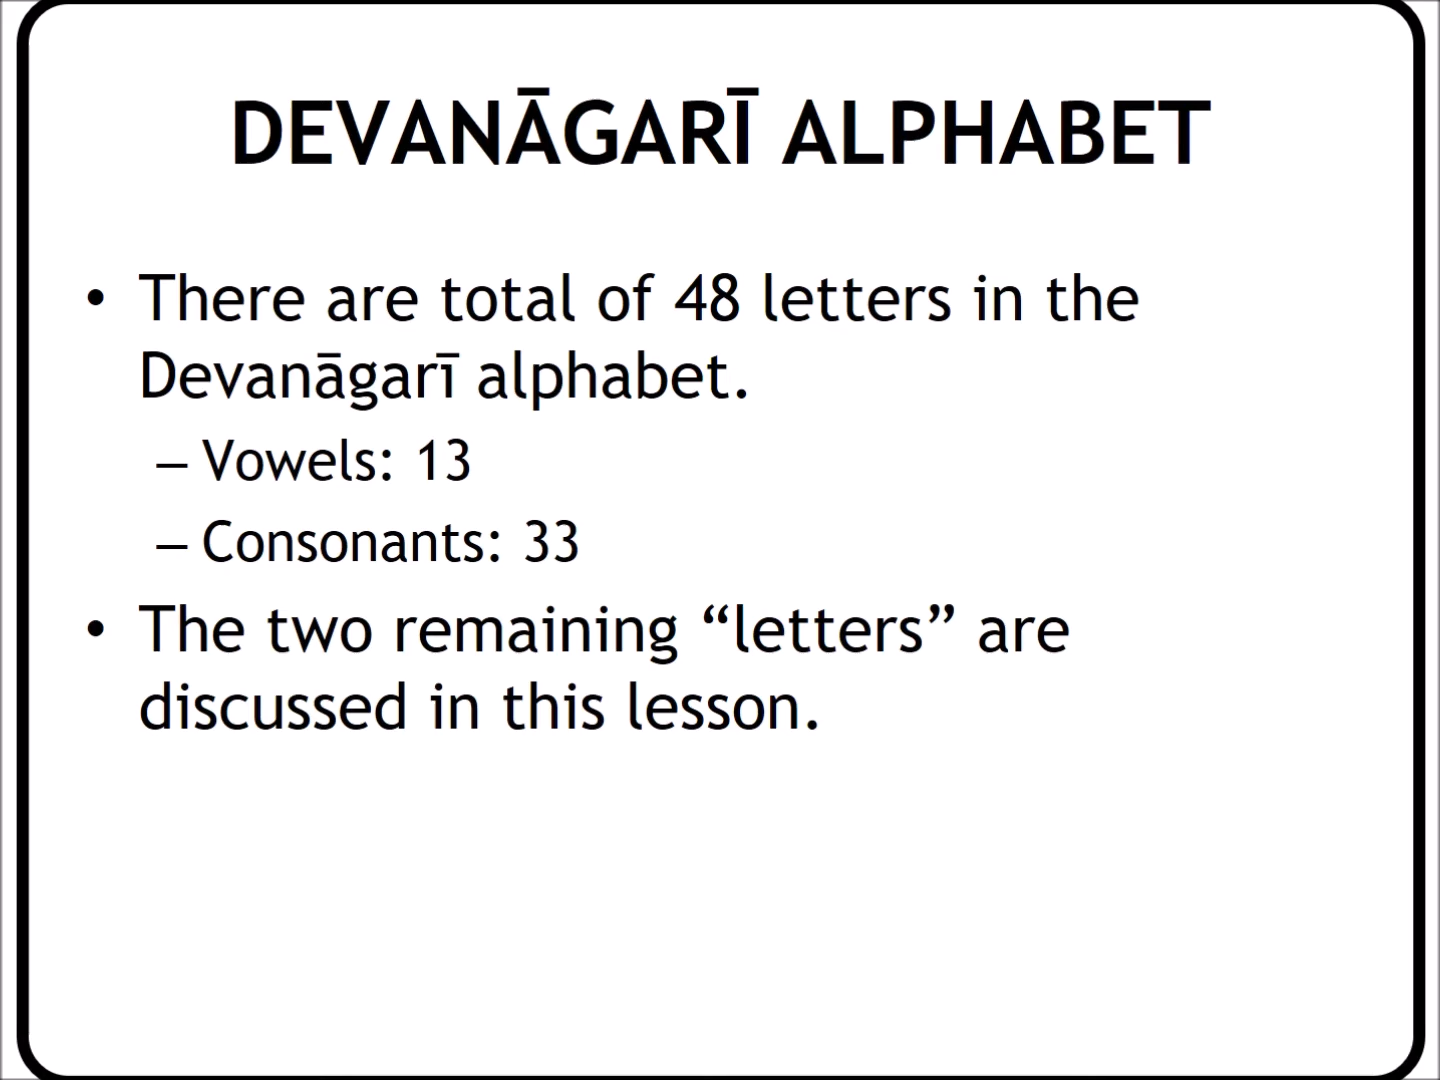 DEVANĀGARĪ ALPHABET
• There are total of 48 letters in the
Devanāgarī alphabet.
– Vowels: 13
– Consonants: 33
• The two remaining “letters” are
discussed in this lesson.